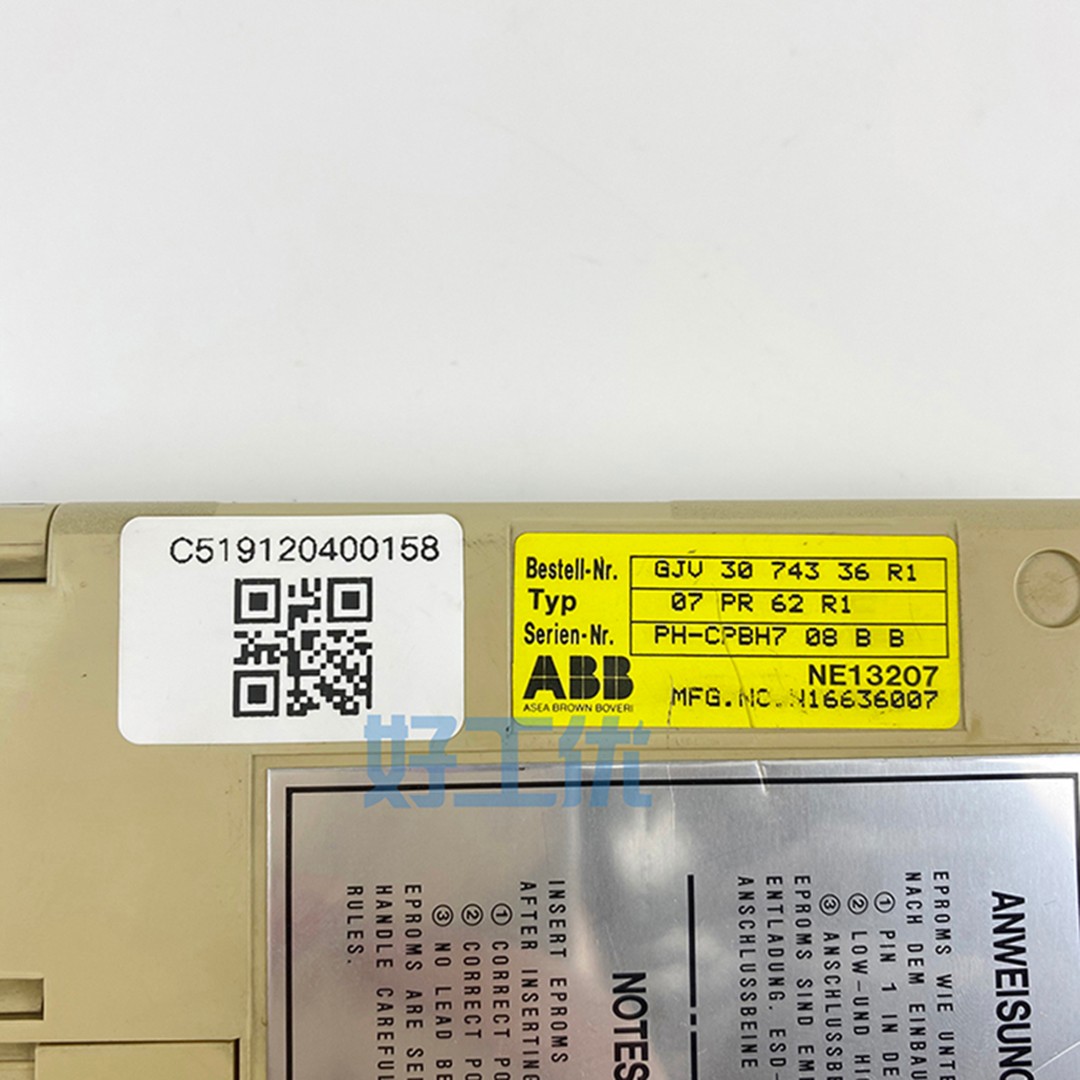 C519120400158
Bestell-Nr. GJV 30 743 36 R1
Typ 07 PR 62 R1
Serien-Nr. PH-CPBH7 08 B B
ABB
ASEA BROWN BOVERI
NE13207
MFG.NO.N16636007
好工优
ANWEISUNG
EPROMS WIE UNT
NACH DEM EINBAU
① PIN 1 IN DE
② LOW-UND HI
③ ANSCHLUSSBE
EPROMS SIND EM
ENTLADUNG. ESD-
ANSCHLUSSBEINE
NOTES
INSERT EPROMS
AFTER INSERTING
① CORRECT PO
② CORRECT PO
③ NO LEAD BE
EPROMS ARE SE
HANDLE CAREFUL
RULES.